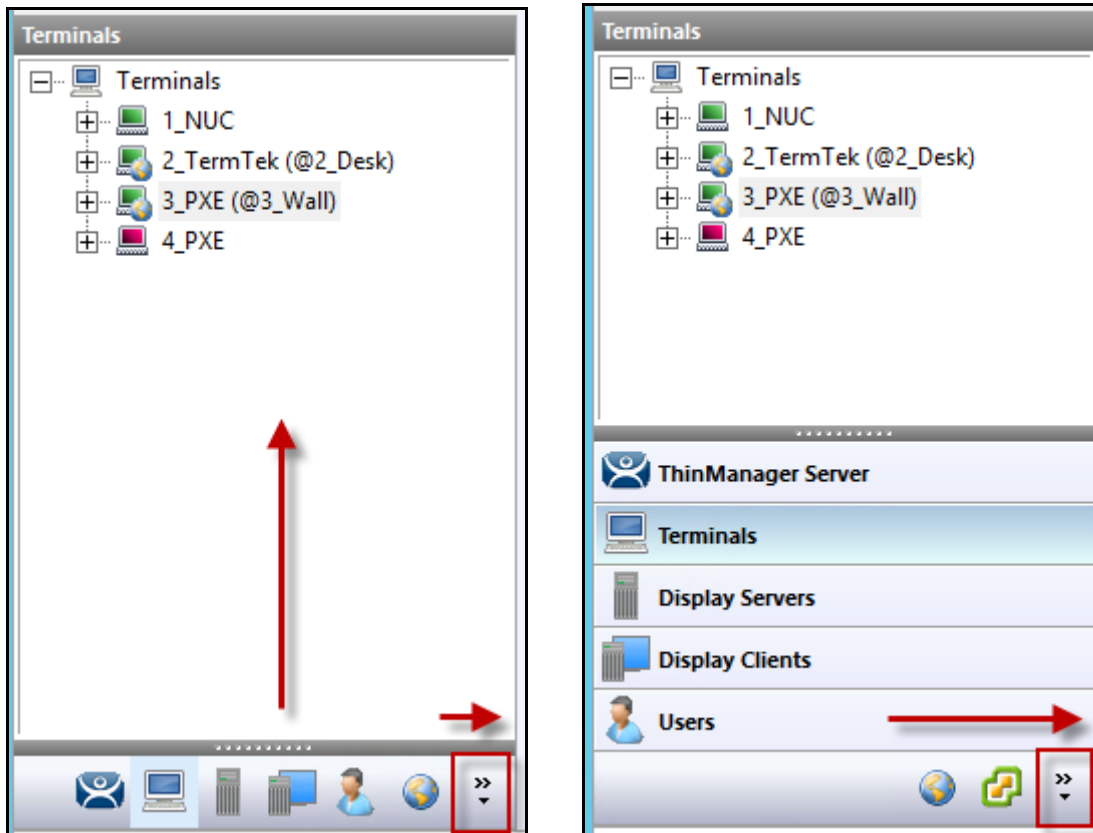 Terminals
Terminals
1_NUC
2_TermTek (@2_Desk)
3_PXE (@3_Wall)
4_PXE
Terminals
Terminals
1_NUC
2_TermTek (@2_Desk)
3_PXE (@3_Wall)
4_PXE
ThinManager Server
Terminals
Display Servers
Display Clients
Users